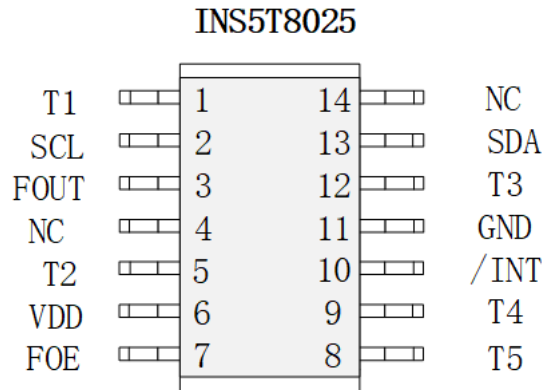 INS5T8025
T1 1 14 NC
SCL 2 13 SDA
FOUT 3 12 T3
NC 4 11 GND
T2 5 10 /INT
VDD 6 9 T4
FOE 7 8 T5